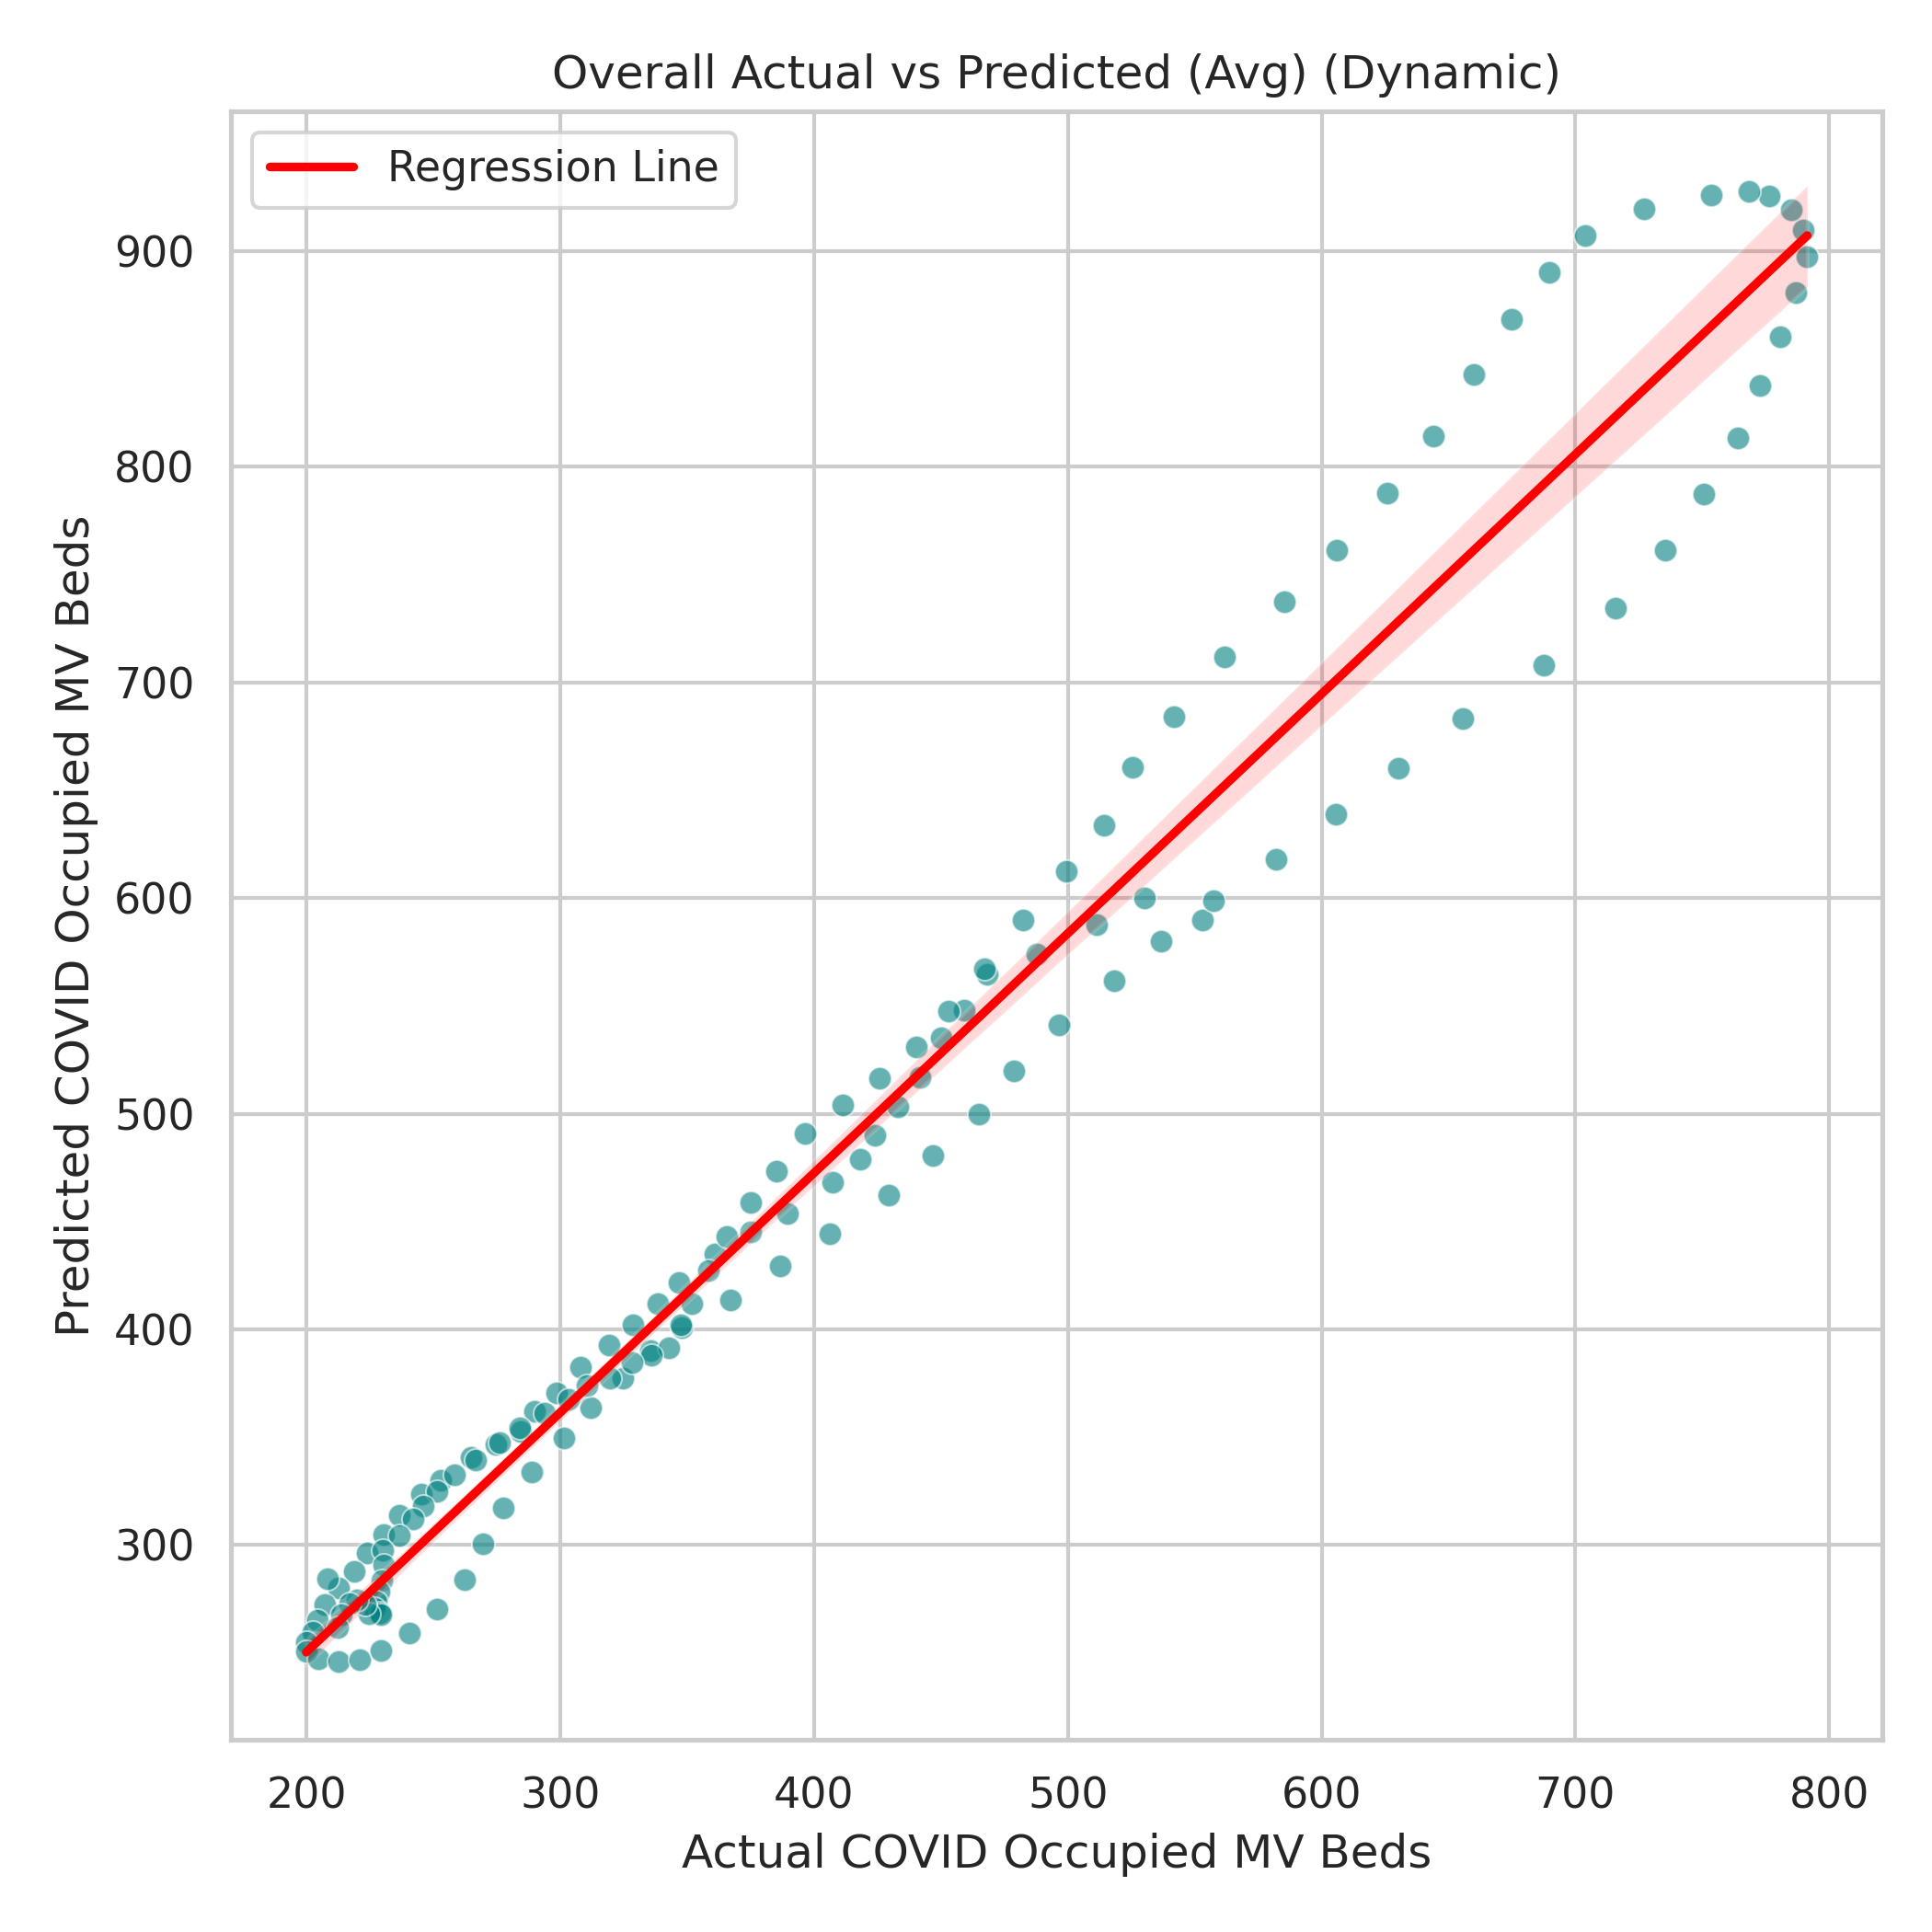 Overall Actual vs Predicted (Avg) (Dynamic)
Regression Line
900
800
700
600
500
400
300
Predicted COVID Occupied MV Beds
200 300 400 500 600 700 800
Actual COVID Occupied MV Beds